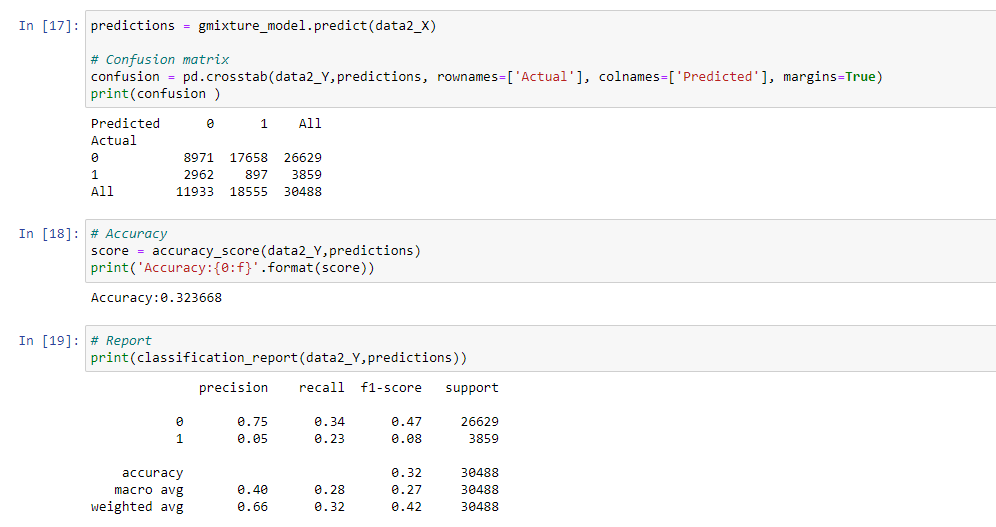 In [17]: predictions = gmixture_model.predict(data2_X)
# Confusion matrix
confusion = pd.crosstab(data2_Y,predictions, rownames=['Actual'], colnames=['Predicted'], margins=True)
print(confusion )
Predicted 0 1 All
Actual
0 8971 17658 26629
1 2962 897 3859
All 11933 18555 30488
In [18]: # Accuracy
score = accuracy_score(data2_Y,predictions)
print('Accuracy:{0:f}'.format(score))
Accuracy:0.323668
In [19]: # Report
print(classification_report(data2_Y,predictions))
precision recall f1-score support
0 0.75 0.34 0.47 26629
1 0.05 0.23 0.08 3859
accuracy 0.32 30488
macro avg 0.40 0.28 0.27 30488
weighted avg 0.66 0.32 0.42 30488